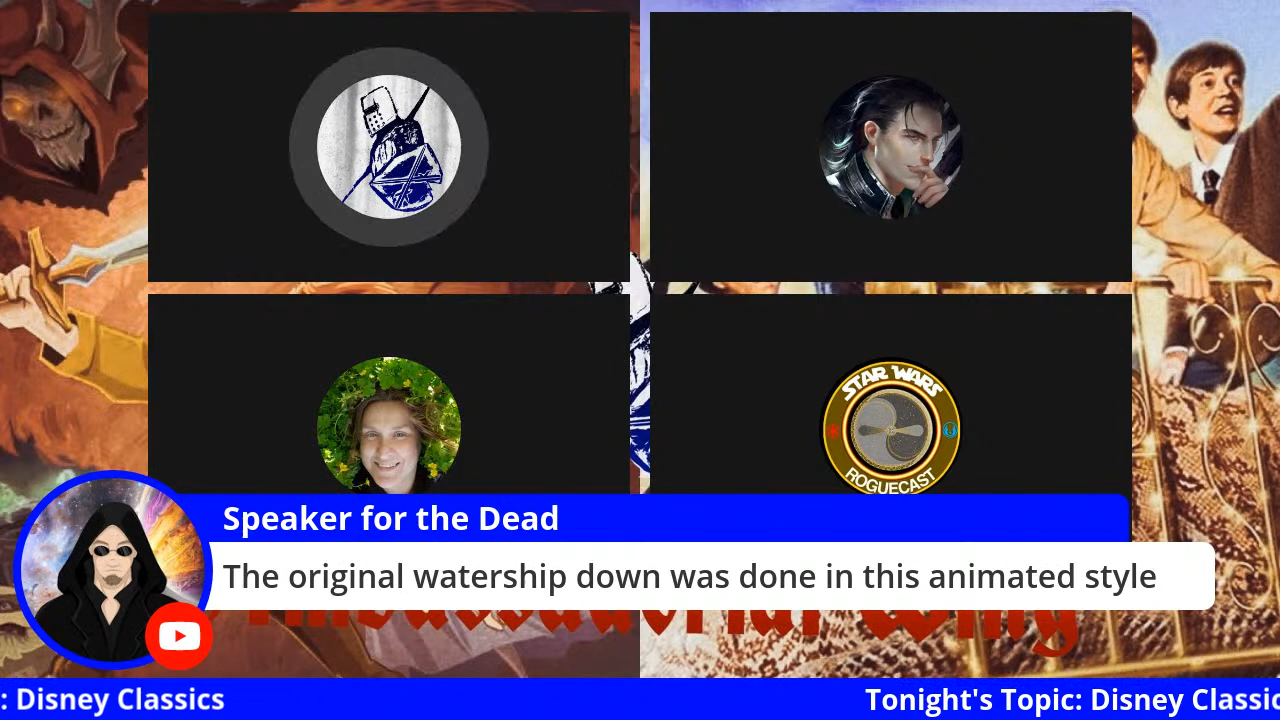 STAR WARS
ROGUECAST
Speaker for the Dead
The original watership down was done in this animated style
: Disney Classics
Tonight's Topic: Disney Classic